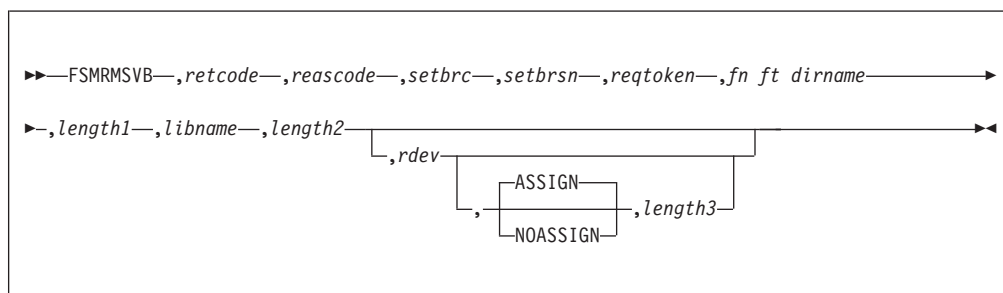 FSMRMSVB ,retcode ,reascode ,setbrc ,setbrsn ,reqtoken ,fn ft dirname
,length1 ,libname ,length2
,rdev
ASSIGN
, ,length3
NOASSIGN